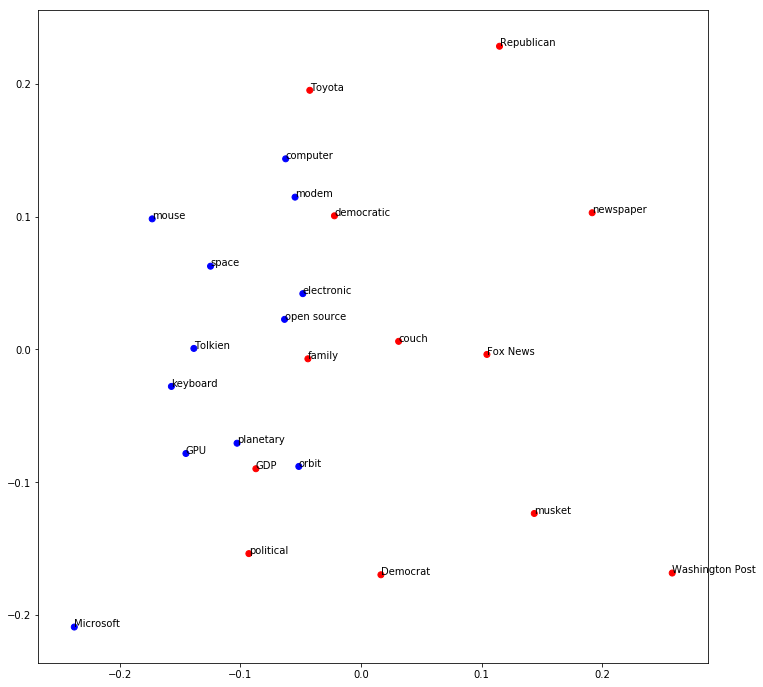 Republican
0.2
Toyota
computer
modem
mouse
democratic
newspaper
0.1
space
electronic
open source
couch
Tolkien
0.0
family
Fox News
keyboard
planetary
GPU
GDP
orbit
−0.1
musket
political
Democrat
Washington Post
−0.2
Microsoft
−0.2
−0.1
0.0
0.1
0.2